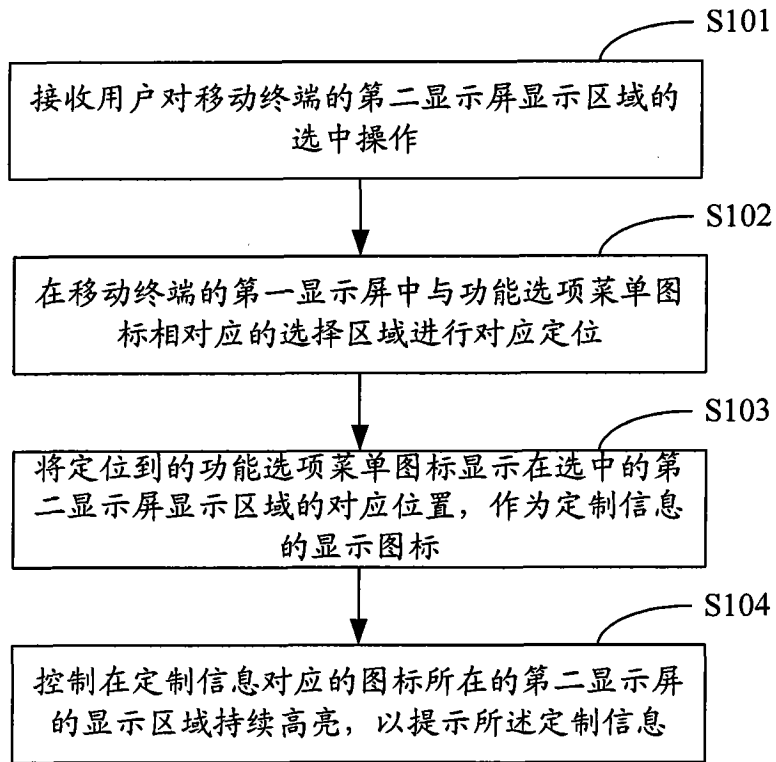 S101
接收用户对移动终端的第二显示屏显示区域的
选中操作
S102
在移动终端的第一显示屏中与功能选项菜单图
标相对应的选择区域进行对应定位
S103
将定位到的功能选项菜单图标显示在选中的第
二显示屏显示区域的对应位置，作为定制信息
的显示图标
S104
控制在定制信息对应的图标所在的第二显示屏
的显示区域持续高亮，以提示所述定制信息